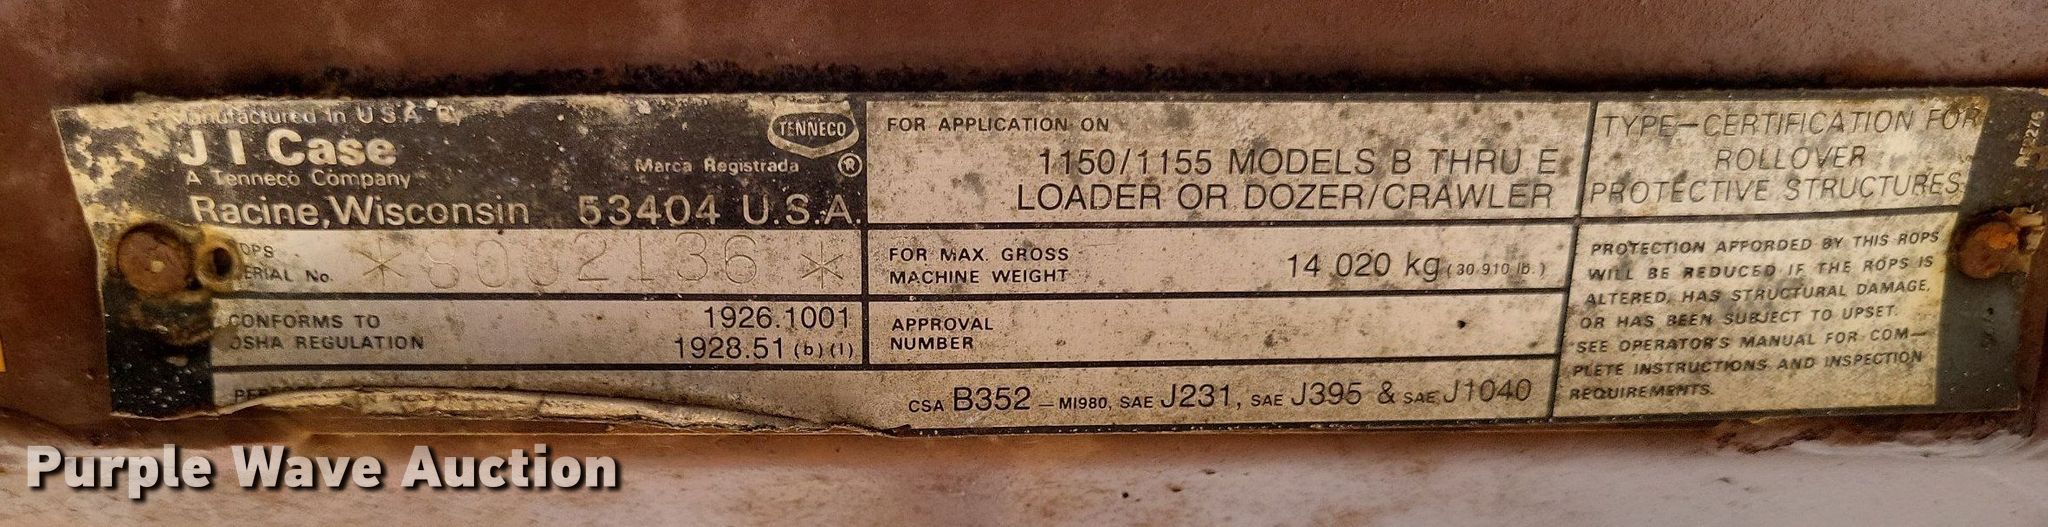 Manufactured in U.S.A. By
J I Case
A Tenneco Company
Racine, Wisconsin 53404 U.S.A.
TENNECO
Marca Registrada ®
ROPS
SERIAL No. *8002136*
CONFORMS TO
OSHA REGULATION
1926.1001
1928.51 (b) (1)
FOR APPLICATION ON
1150/1155 MODELS B THRU E
LOADER OR DOZER/CRAWLER
FOR MAX. GROSS
MACHINE WEIGHT
14 020 kg (30 910 lb.)
APPROVAL
NUMBER
CSA B352 – M1980, SAE J231, SAE J395 & SAE J1040
TYPE-CERTIFICATION FOR
ROLLOVER
PROTECTIVE STRUCTURES
PROTECTION AFFORDED BY THIS ROPS
WILL BE REDUCED IF THE ROPS IS
ALTERED, HAS STRUCTURAL DAMAGE,
OR HAS BEEN SUBJECT TO UPSET.
SEE OPERATOR'S MANUAL FOR COM-
PLETE INSTRUCTIONS AND INSPECTION
REQUIREMENTS.
Purple Wave Auction